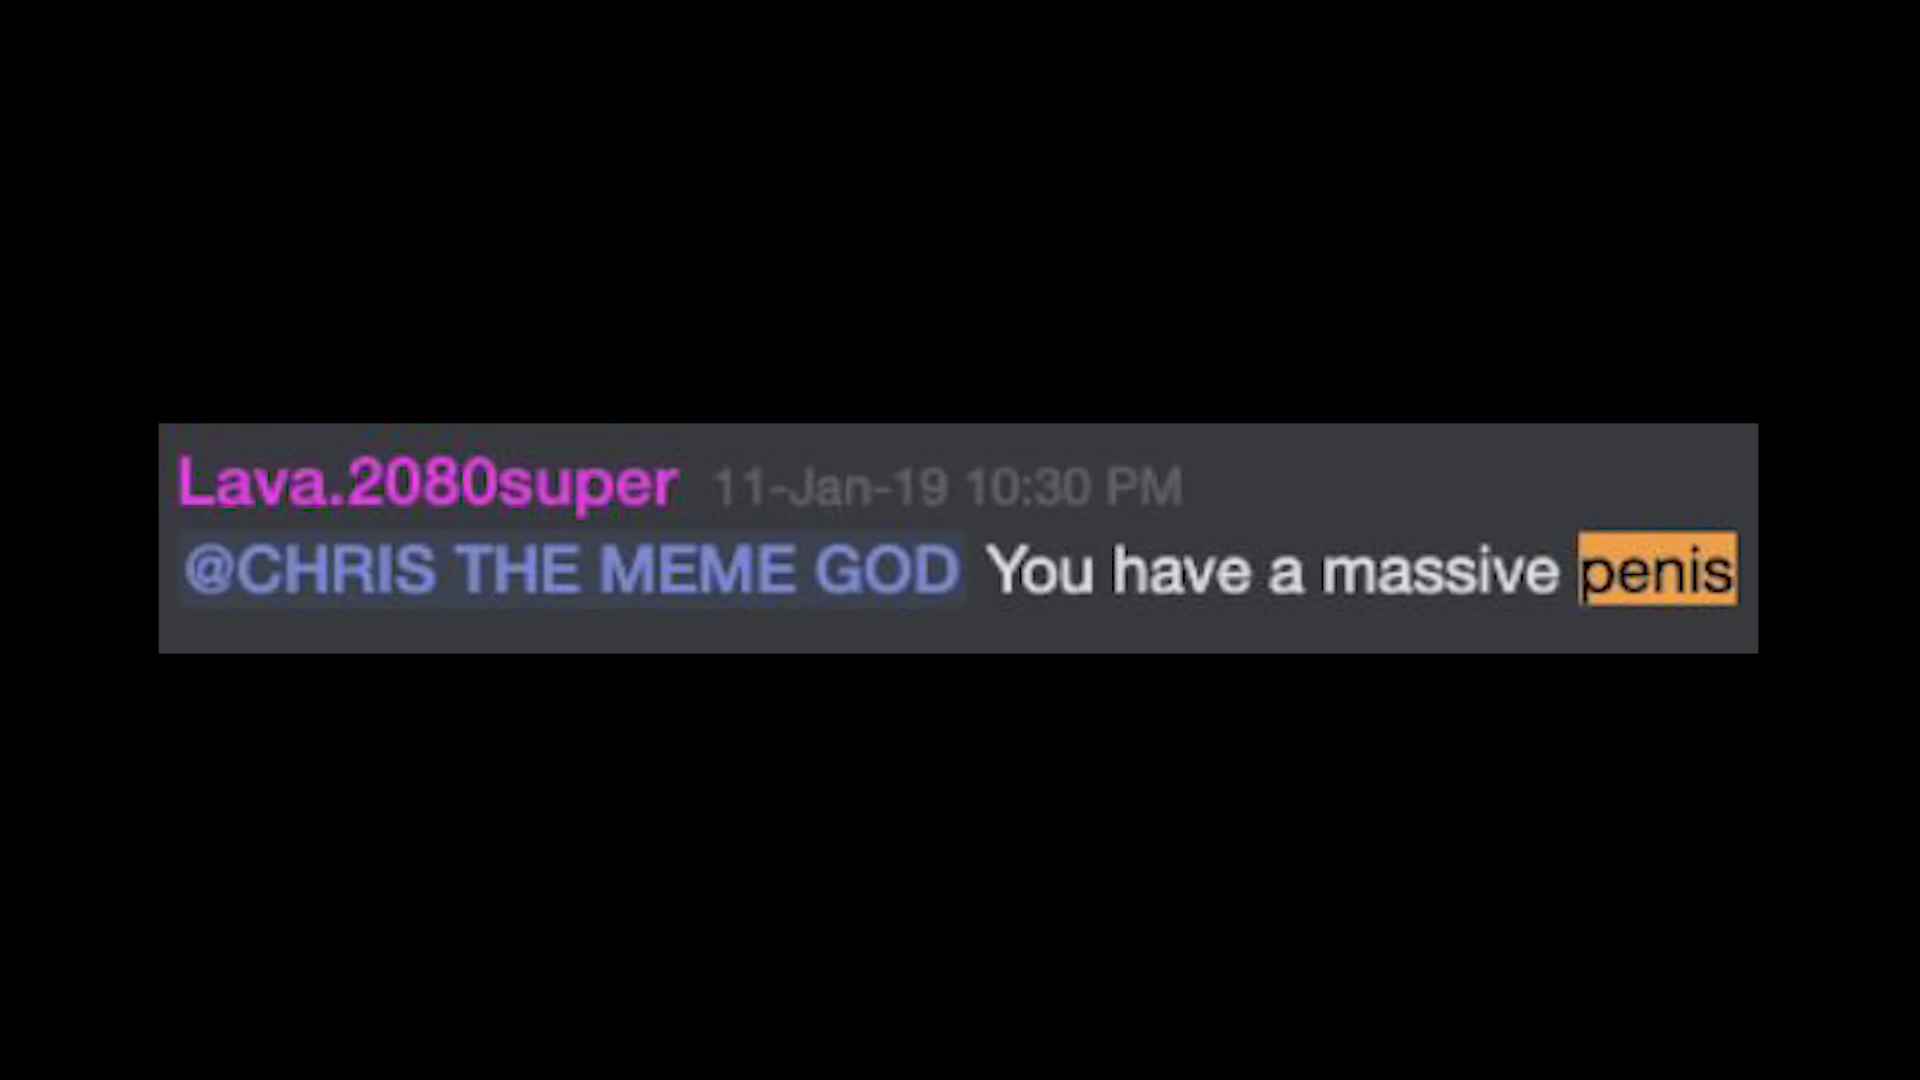 Lava.2080super 11-Jan-19 10:30 PM
@CHRIS THE MEME GOD You have a massive penis